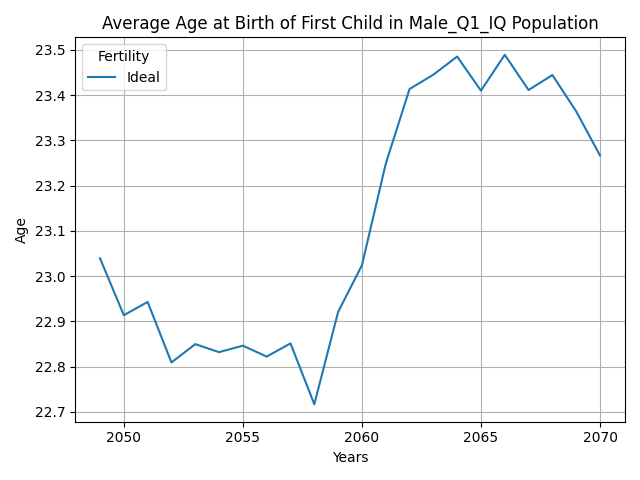 Average Age at Birth of First Child in Male_Q1_IQ Population
Fertility
Ideal
23.5
23.4
23.3
23.2
23.1
23.0
22.9
22.8
22.7
Age
2050 2055 2060 2065 2070
Years